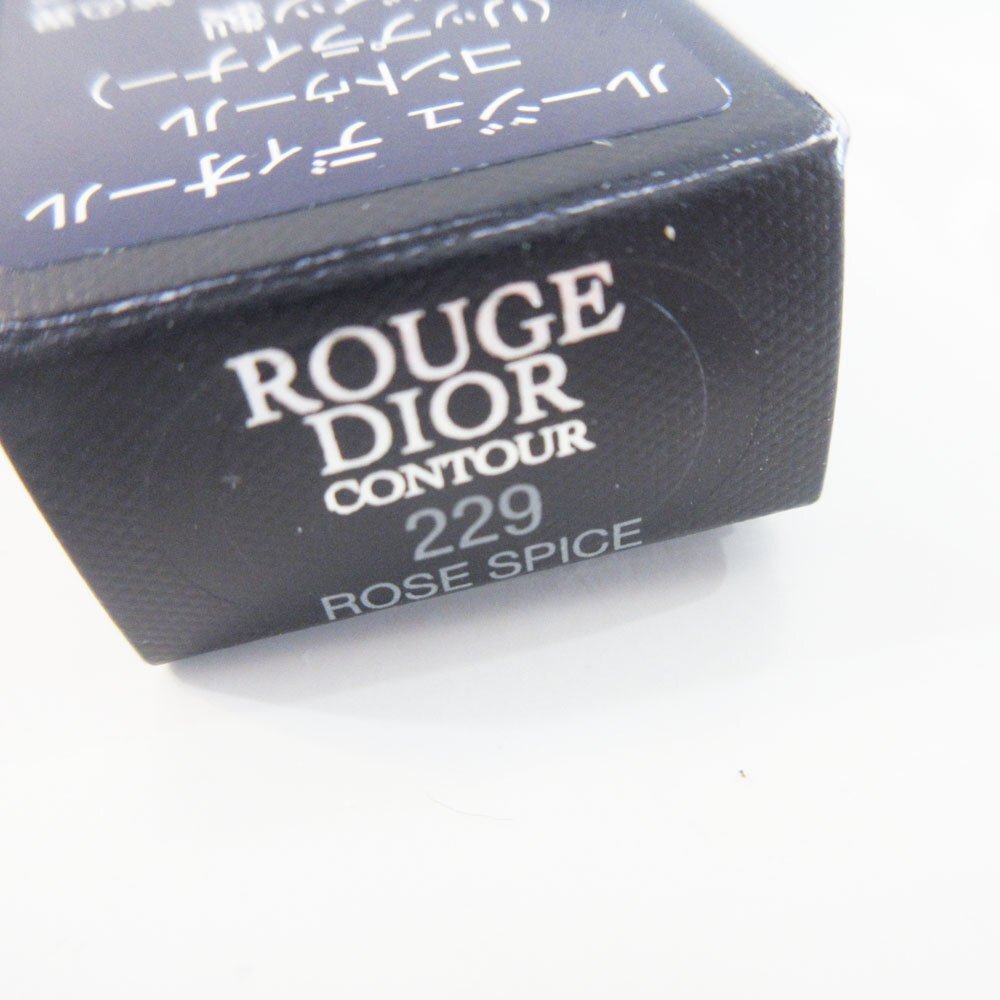 ルージュ ディオール
コントゥール
(リップライナー)
ROUGE
DIOR
CONTOUR
229
ROSE SPICE